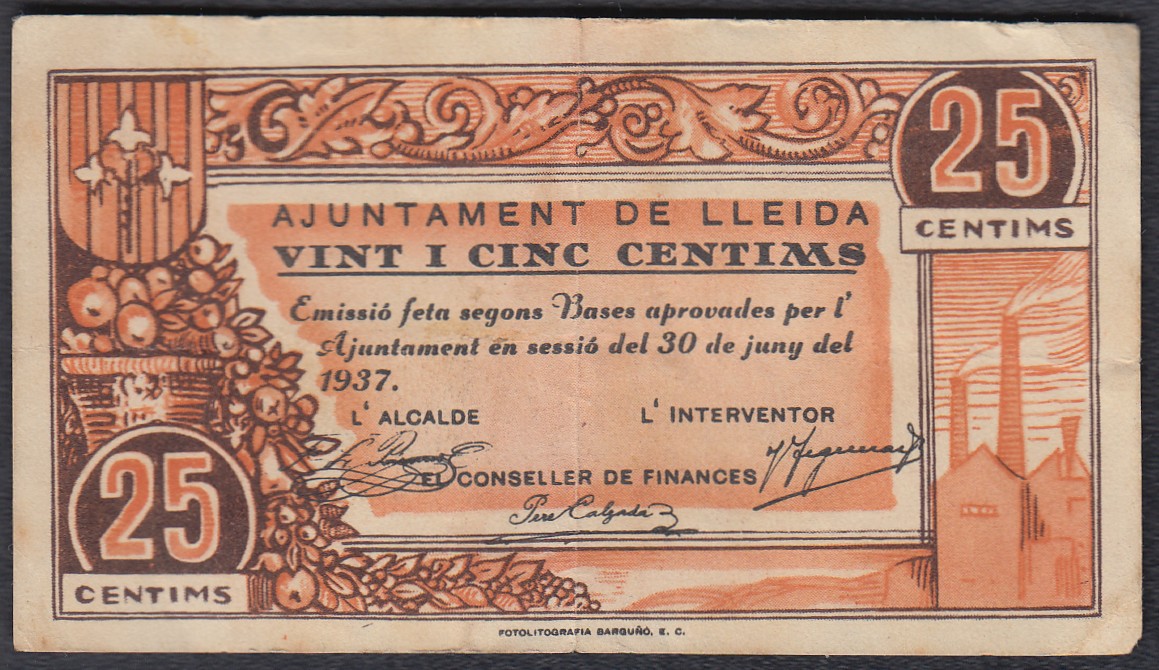 25
CENTIMS
AJUNTAMENT DE LLEIDA
VINT I CINC CENTIMS
Emissió feta segons Bases aprovades per l'
Ajuntament en sessió del 30 de juny del
1937.
L'ALCALDE L'INTERVENTOR
EL CONSELLER DE FINANCES
Pere Calzada
25
CENTIMS
FOTOLITOGRAFIA BARGUÑÓ, E. C.